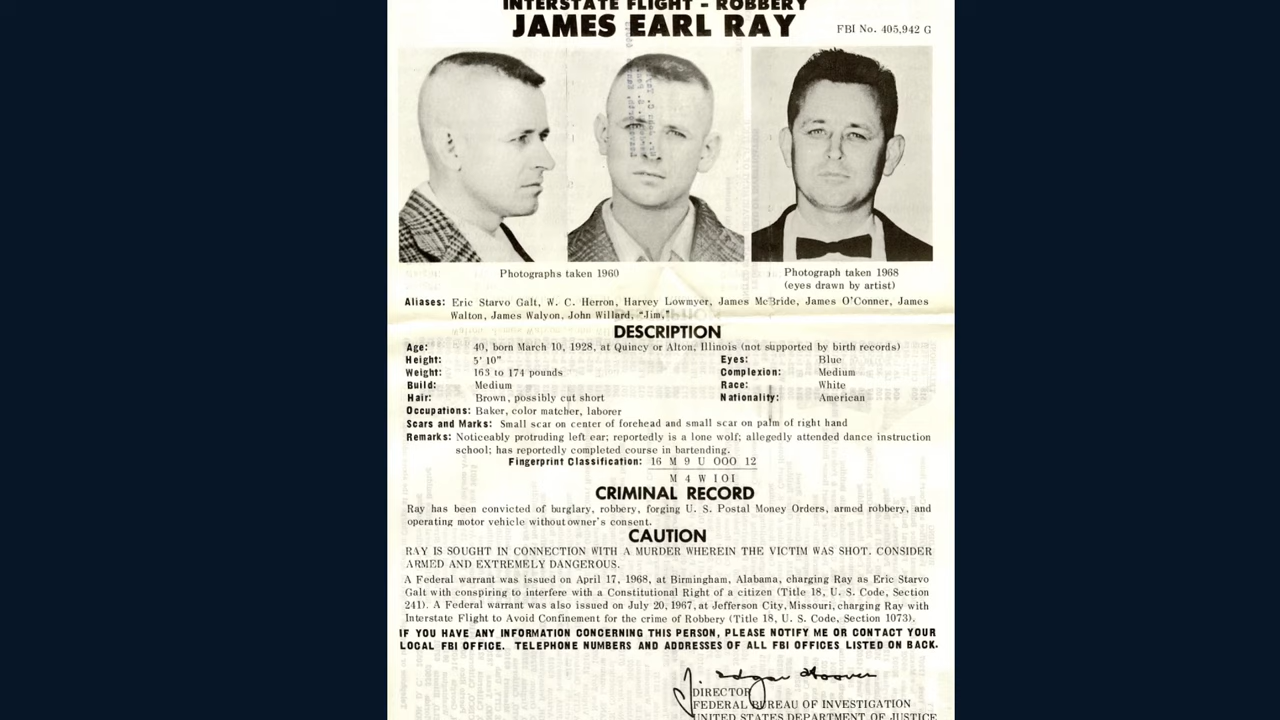 INTERSTATE FLIGHT - ROBBERY
JAMES EARL RAY
FBI No. 405,942 G
Photographs taken 1960
Photograph taken 1968
(eyes drawn by artist)
Aliases: Eric Starvo Galt, W. C. Herron, Harvey Lowmyer, James McBride, James O'Conner, James
Walton, James Walyon, John Willard, "Jim,"
DESCRIPTION
Age: 40, born March 10, 1928, at Quincy or Alton, Illinois (not supported by birth records)
Height: 5' 10" Eyes: Blue
Weight: 163 to 174 pounds Complexion: Medium
Build: Medium Race: White
Hair: Brown, possibly cut short Nationality: American
Occupations: Baker, color matcher, laborer
Scars and Marks: Small scar on center of forehead and small scar on palm of right hand
Remarks: Noticeably protruding left ear; reportedly is a lone wolf; allegedly attended dance instruction
school; has reportedly completed course in bartending.
Fingerprint Classification: 16 M 9 U OOO 12
M 4 W IOI
CRIMINAL RECORD
Ray has been convicted of burglary, robbery, forging U. S. Postal Money Orders, armed robbery, and
operating motor vehicle without owner's consent.
CAUTION
RAY IS SOUGHT IN CONNECTION WITH A MURDER WHEREIN THE VICTIM WAS SHOT. CONSIDER
ARMED AND EXTREMELY DANGEROUS.
A Federal warrant was issued on April 17, 1968, at Birmingham, Alabama, charging Ray as Eric Starvo
Galt with conspiring to interfere with a Constitutional Right of a citizen (Title 18, U. S. Code, Section
241). A Federal warrant was also issued on July 20, 1967, at Jefferson City, Missouri, charging Ray with
Interstate Flight to Avoid Confinement for the crime of Robbery (Title 18, U. S. Code, Section 1073).
IF YOU HAVE ANY INFORMATION CONCERNING THIS PERSON, PLEASE NOTIFY ME OR CONTACT YOUR
LOCAL FBI OFFICE. TELEPHONE NUMBERS AND ADDRESSES OF ALL FBI OFFICES LISTED ON BACK.
J. Edgar Hoover
DIRECTOR
FEDERAL BUREAU OF INVESTIGATION
UNITED STATES DEPARTMENT OF JUSTICE